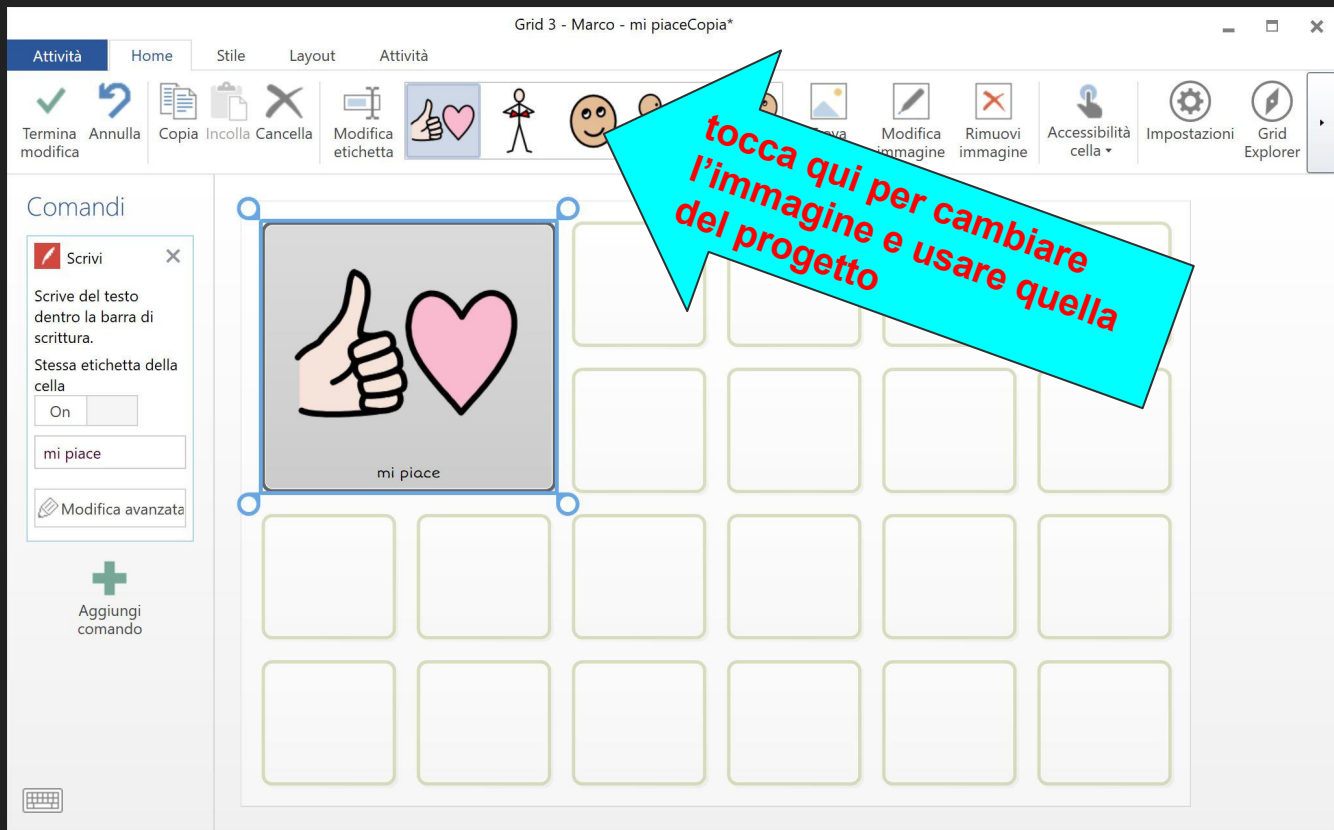 Grid 3 - Marco - mi piaceCopia*
Attività
Home
Stile
Layout
Attività
Termina
modifica
Annulla
Copia
Incolla
Cancella
Modifica
etichetta
Modifica
immagine
Rimuovi
immagine
Accessibilità
cella
Impostazioni
Grid
Explorer
tocca qui per cambiare
l'immagine e usare quella
del progetto
Comandi
Scrivi
Scrive del testo
dentro la barra di
scrittura.
Stessa etichetta della
cella
On
mi piace
Modifica avanzata
Aggiungi
comando
mi piace